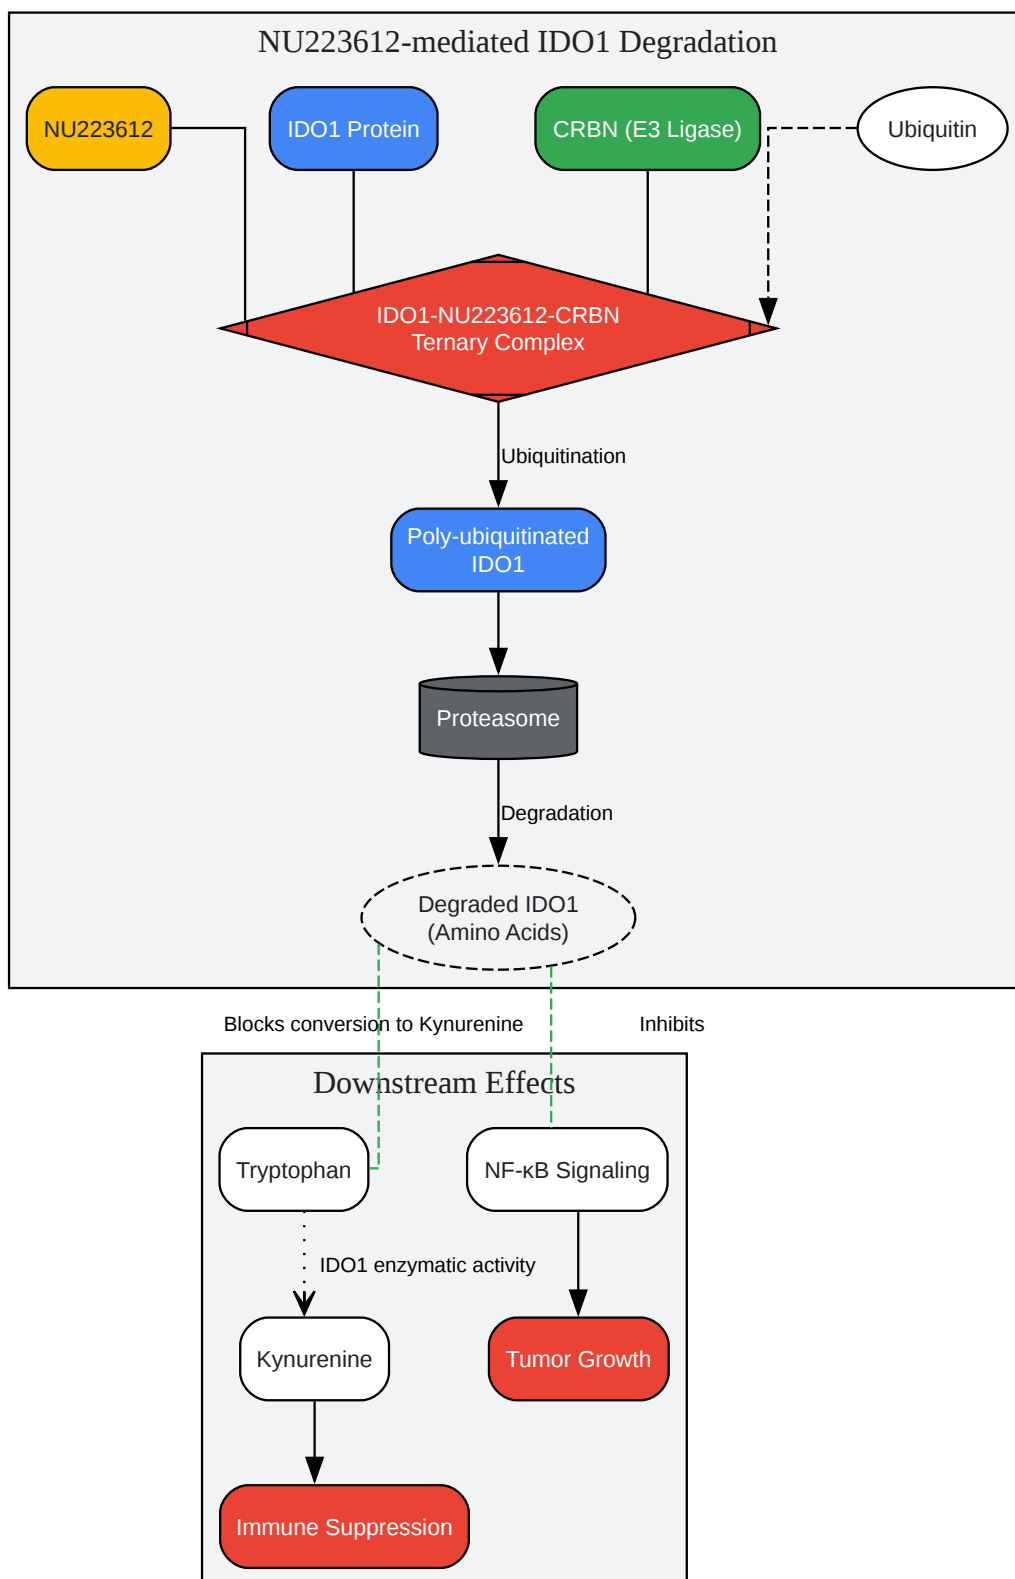 NU223612-mediated IDO1 Degradation
NU223612
IDO1 Protein
CRBN (E3 Ligase)
Ubiquitin
IDO1-NU223612-CRBN
Ternary Complex
Ubiquitination
Poly-ubiquitinated
IDO1
Proteasome
Degradation
Degraded IDO1
(Amino Acids)
Blocks conversion to Kynurenine
Inhibits
Downstream Effects
Tryptophan
NF-κB Signaling
IDO1 enzymatic activity
Kynurenine
Tumor Growth
Immune Suppression